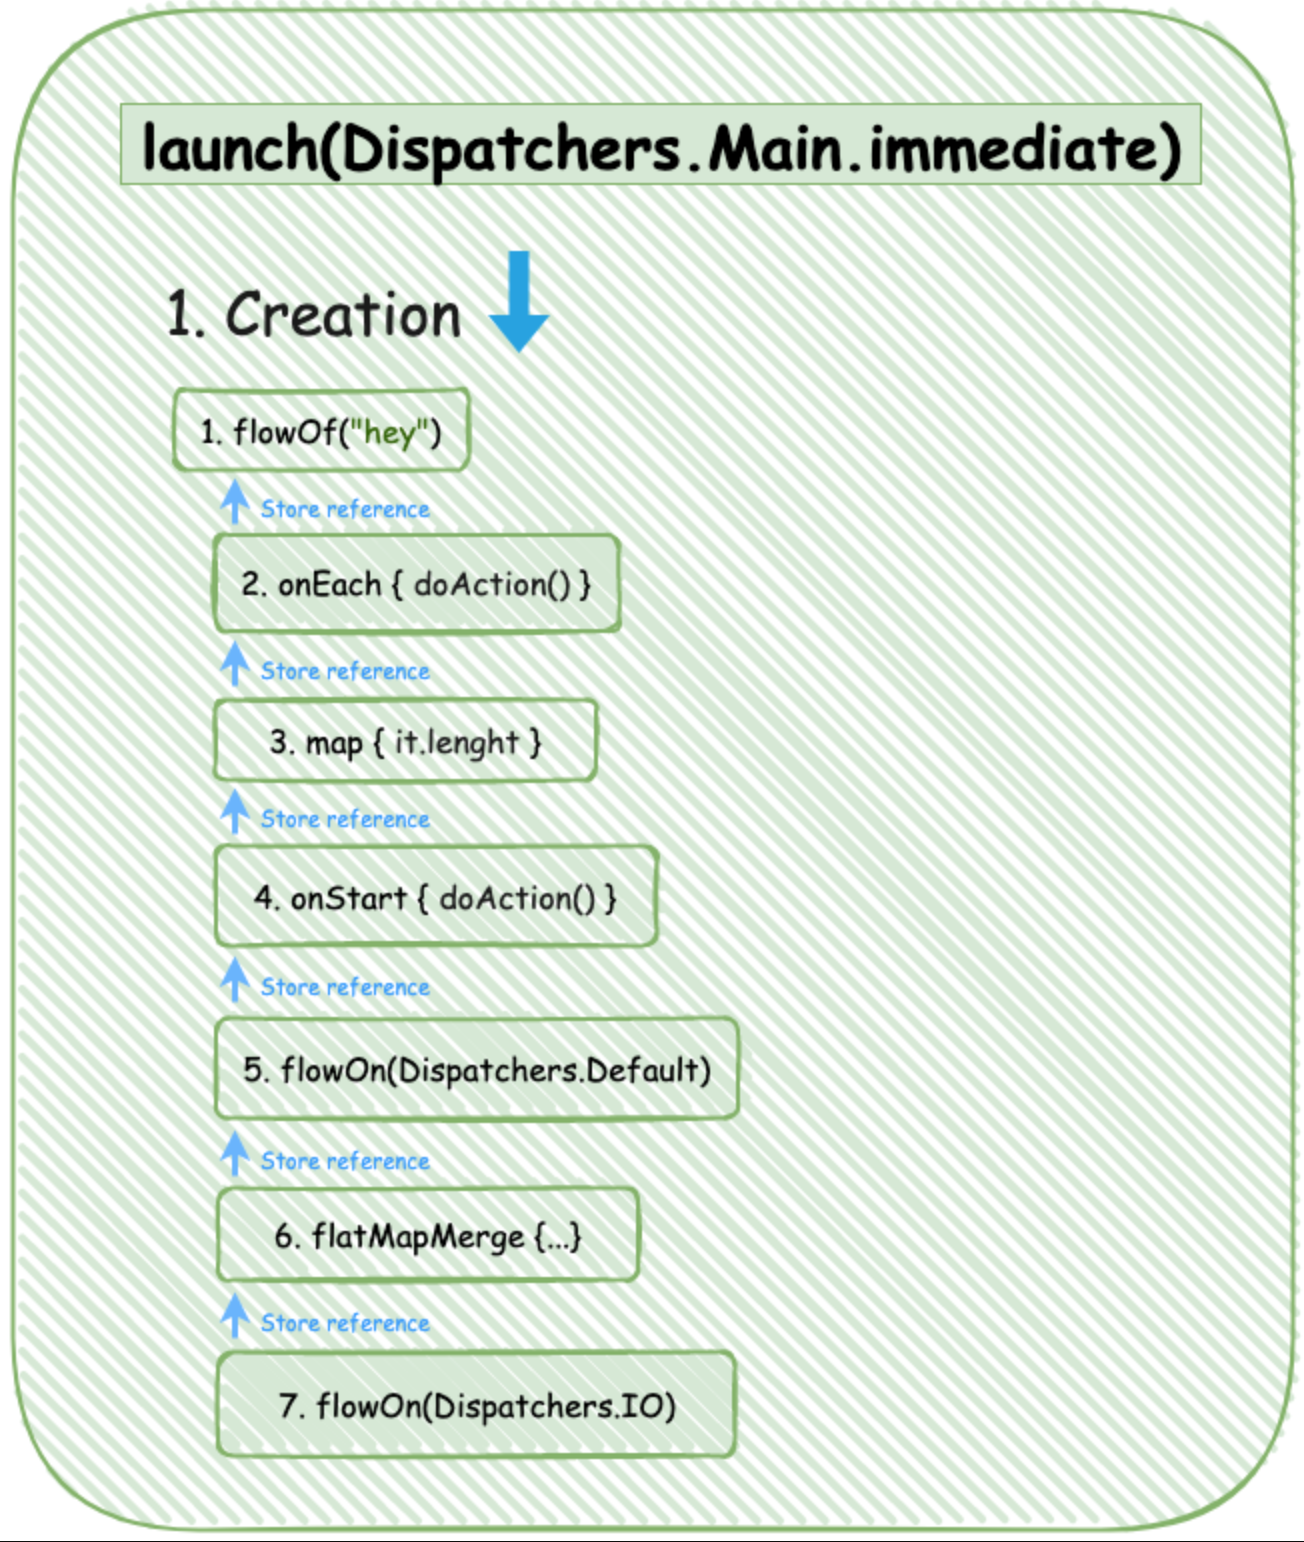 launch(Dispatchers.Main.immediate)
1. Creation
1. flowOf("hey")
Store reference
2. onEach { doAction() }
Store reference
3. map { it.lenght }
Store reference
4. onStart { doAction() }
Store reference
5. flowOn(Dispatchers.Default)
Store reference
6. flatMapMerge {...}
Store reference
7. flowOn(Dispatchers.IO)